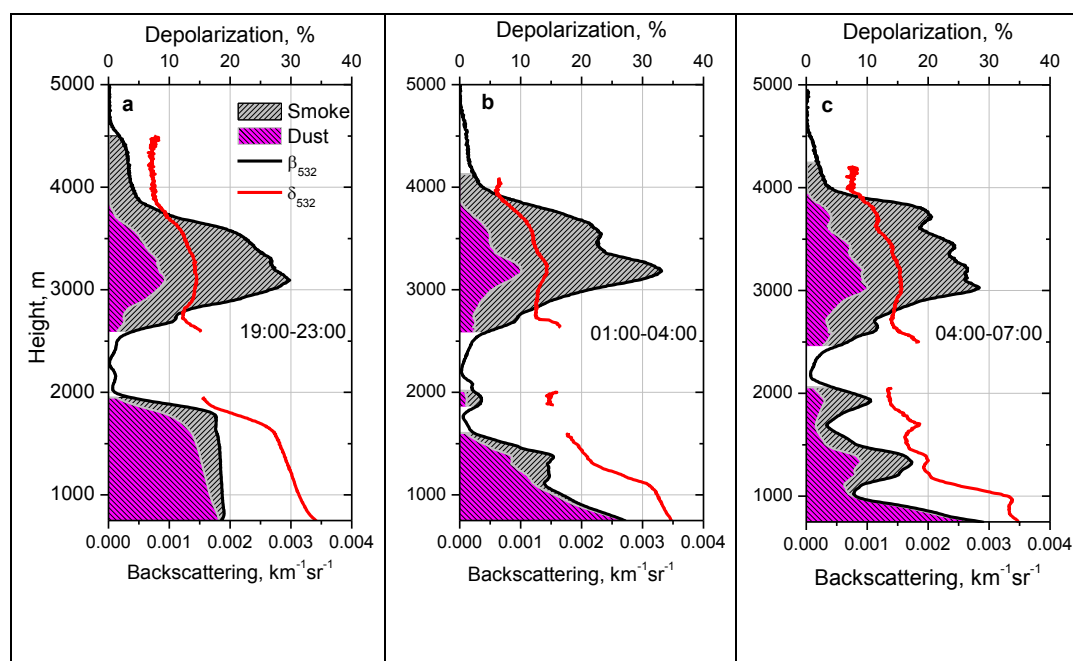 Depolarization, %
0 10 20 30 40
a
Smoke
Dust
β532
δ532
5000
4000
3000
2000
1000
Height, m
19:00-23:00
0.000 0.001 0.002 0.003 0.004
Backscattering, km-1sr-1
Depolarization, %
0 10 20 30 40
5000
b
4000
3000
2000
1000
01:00-04:00
0.000 0.001 0.002 0.003 0.004
Backscattering, km-1sr-1
Depolarization, %
0 10 20 30 40
5000
c
4000
3000
2000
1000
04:00-07:00
0.000 0.001 0.002 0.003 0.004
Backscattering, km-1sr-1